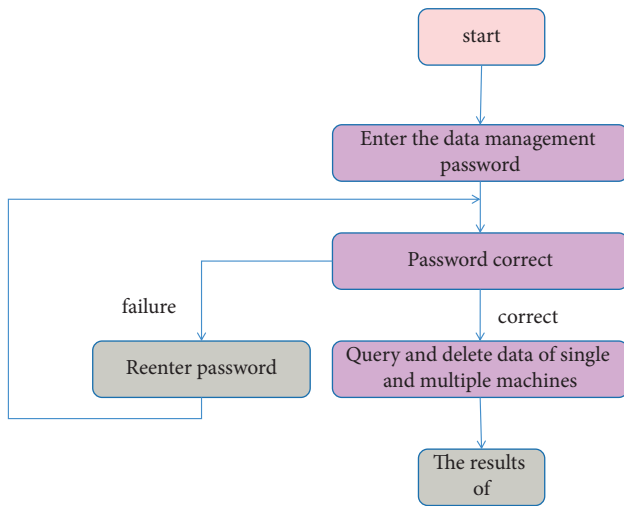 start
Enter the data management
password
Password correct
failure
correct
Reenter password
Query and delete data of single
and multiple machines
The results
of